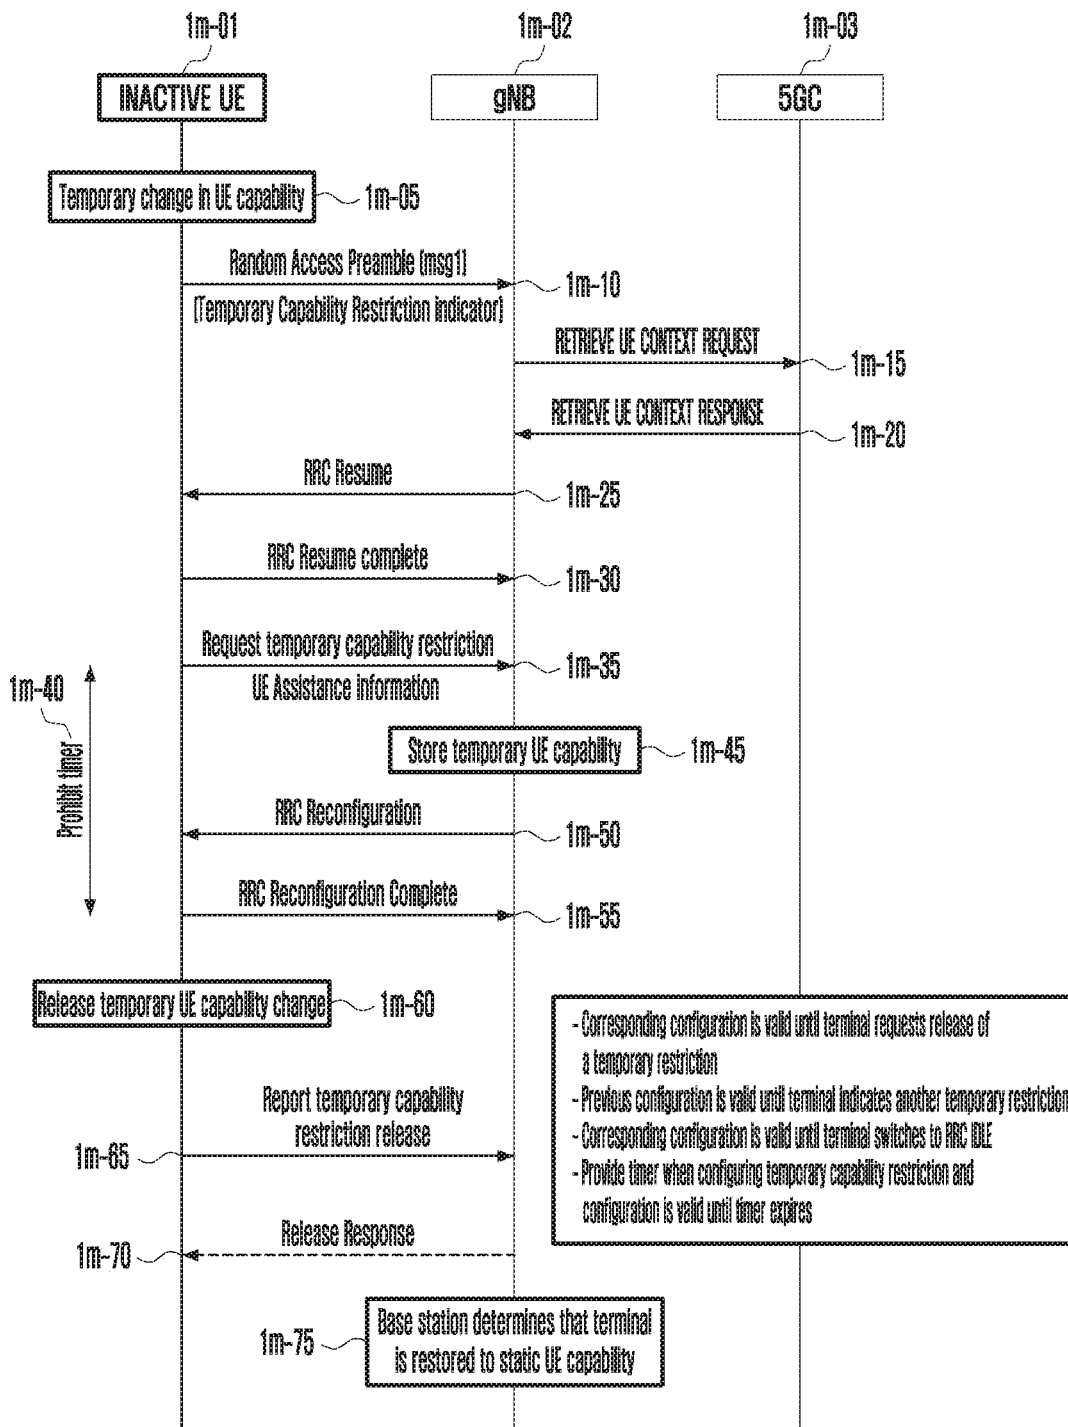 1m-01
1m-02
1m-03
INACTIVE UE
gNB
5GC
Temporary change in UE capability
1m-05
Random Access Preamble (msg1)
(Temporary Capability Restriction indicator)
1m-10
RETRIEVE UE CONTEXT REQUEST
1m-15
RETRIEVE UE CONTEXT RESPONSE
1m-20
RRC Resume
1m-25
RRC Resume complete
1m-30
Request temporary capability restriction
UE Assistance information
1m-35
1m-40
Prohibit timer
Store temporary UE capability
1m-45
RRC Reconfiguration
1m-50
RRC Reconfiguration Complete
1m-55
Release temporary UE capability change
1m-60
- Corresponding configuration is valid until terminal requests release of
a temporary restriction
- Previous configuration is valid until terminal indicates another temporary restriction
- Corresponding configuration is valid until terminal switches to RRC IDLE
- Provide timer when configuring temporary capability restriction and
configuration is valid until timer expires
Report temporary capability
restriction release
1m-65
Release Response
1m-70
Base station determines that terminal
is restored to static UE capability
1m-75